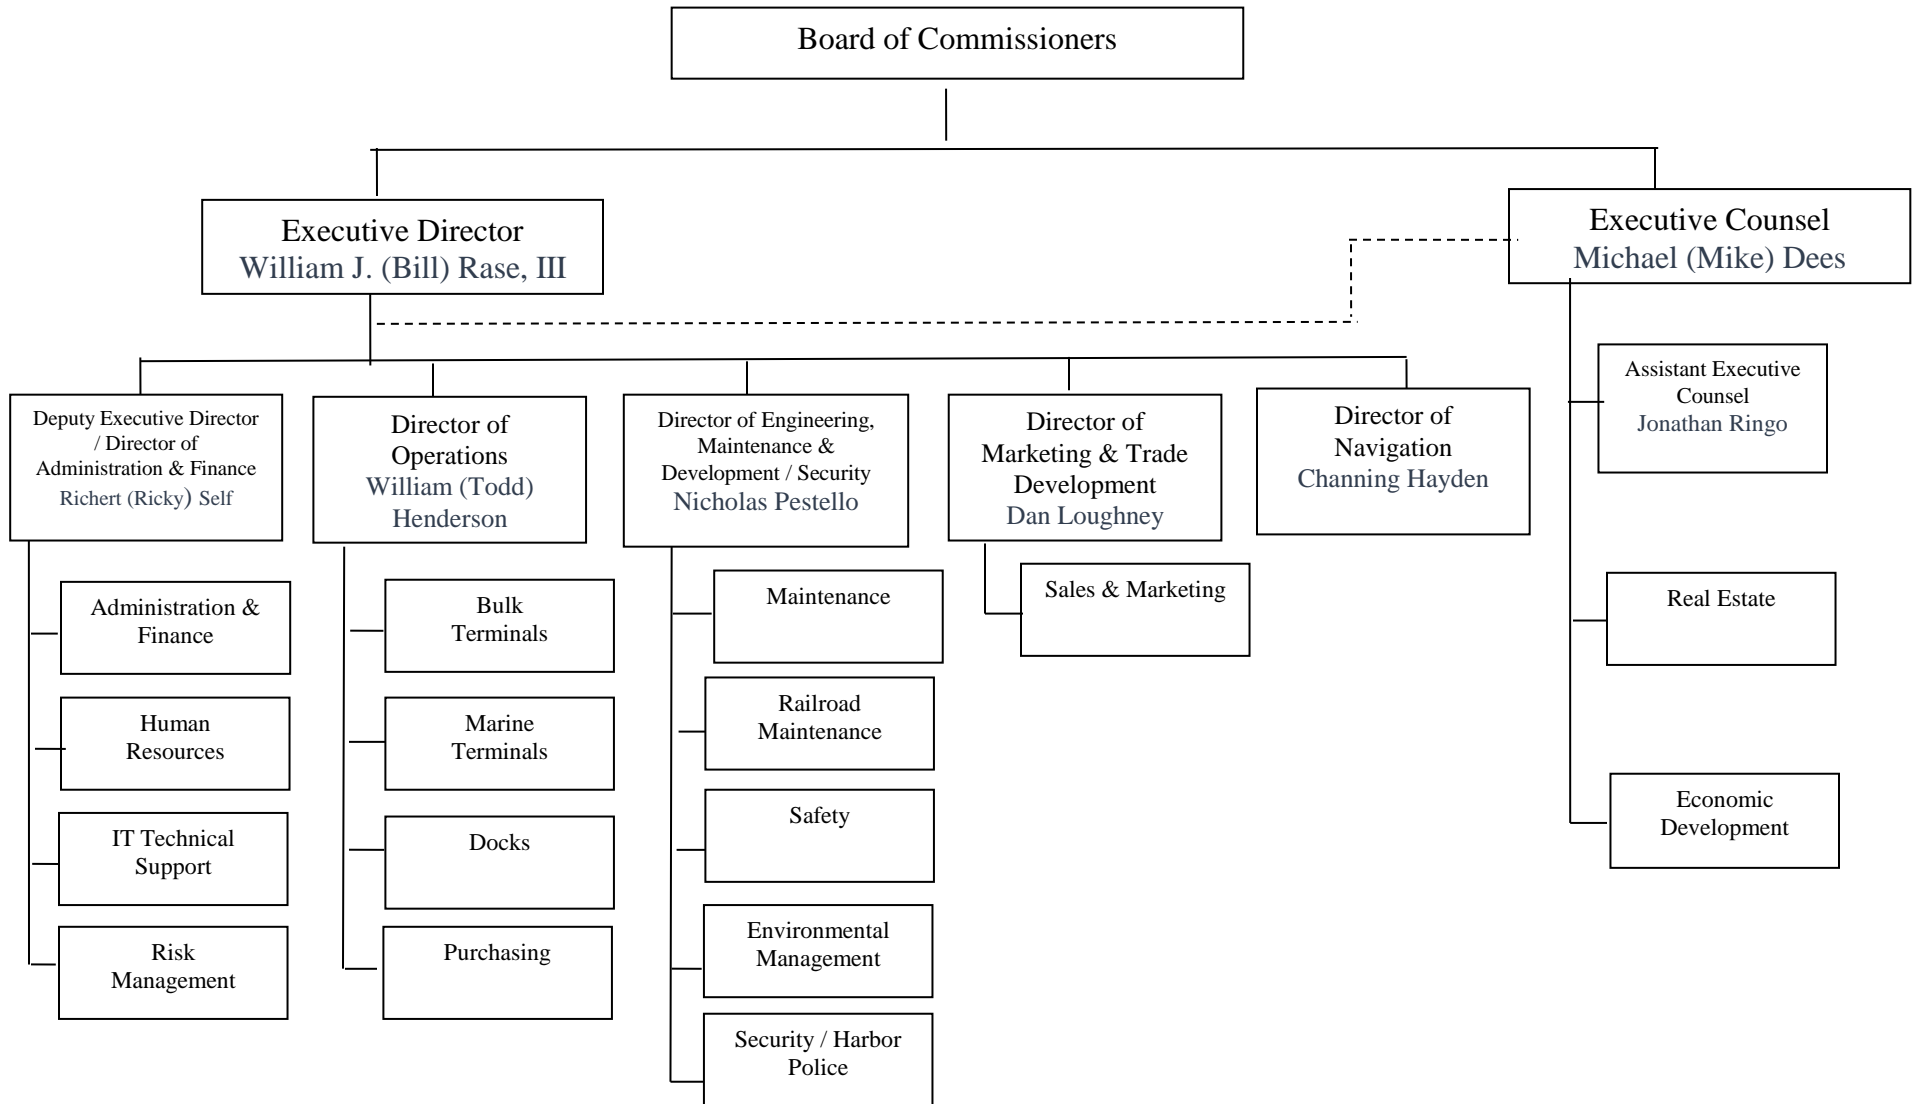 Board of Commissioners
Executive Director
William J. (Bill) Rase, III
Executive Counsel
Michael (Mike) Dees
Deputy Executive Director
/ Director of
Administration & Finance
Richert (Ricky) Self
Director of
Operations
William (Todd)
Henderson
Director of Engineering,
Maintenance &
Development / Security
Nicholas Pestello
Director of
Marketing & Trade
Development
Dan Loughney
Director of
Navigation
Channing Hayden
Assistant Executive
Counsel
Jonathan Ringo
Administration &
Finance
Human
Resources
IT Technical
Support
Risk
Management
Bulk
Terminals
Marine
Terminals
Docks
Purchasing
Maintenance
Railroad
Maintenance
Safety
Environmental
Management
Security / Harbor
Police
Sales & Marketing
Real Estate
Economic
Development